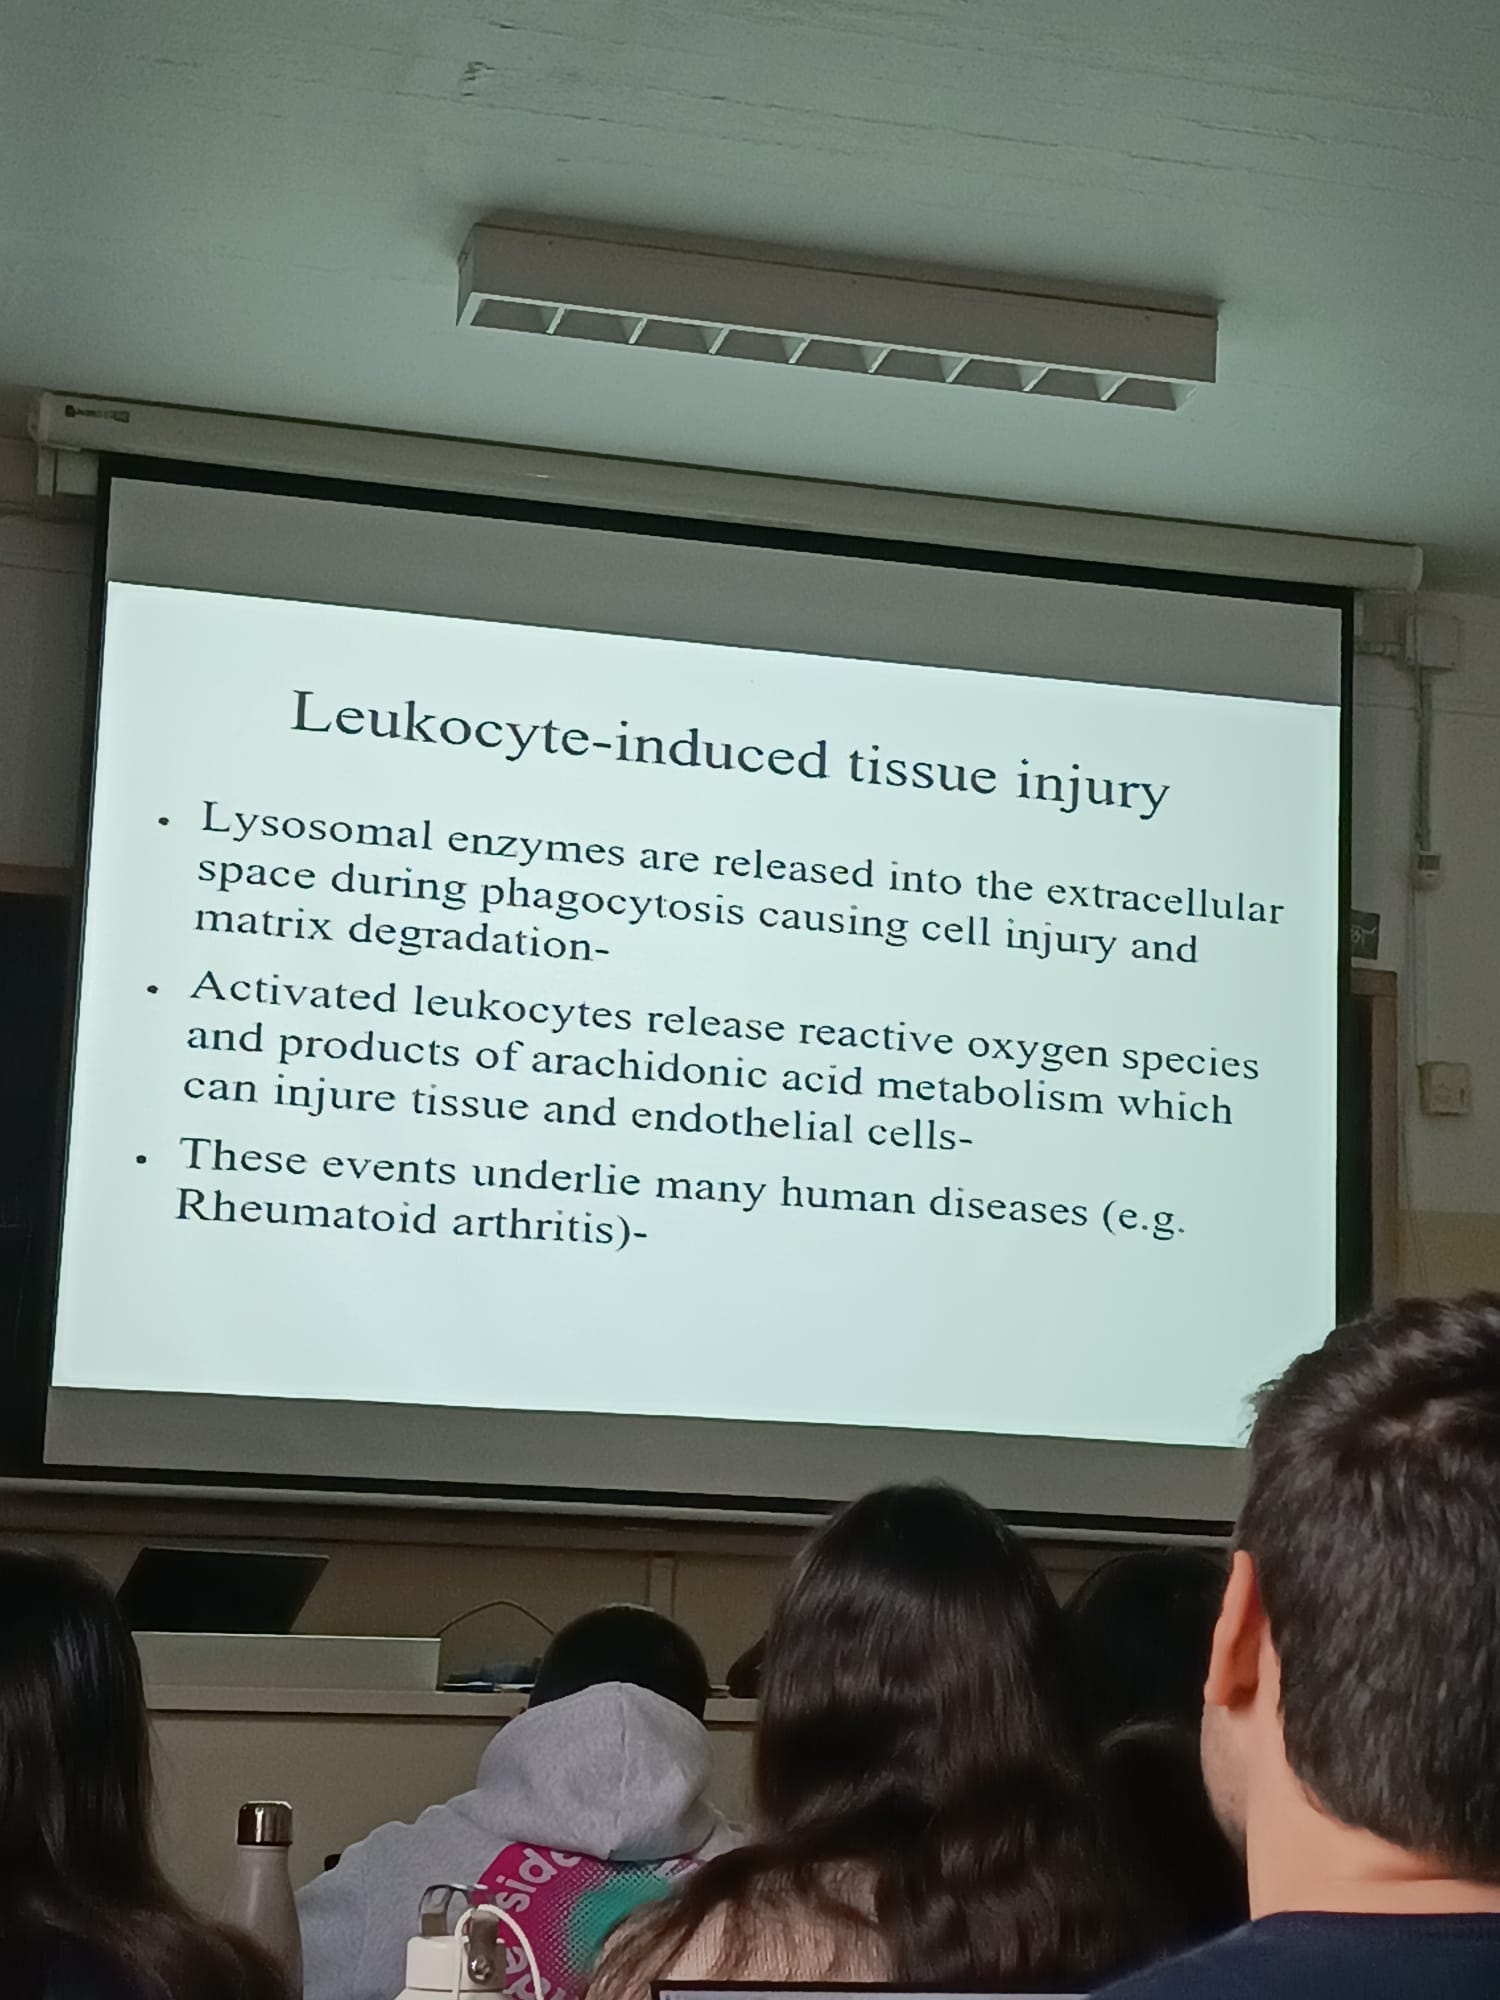 Leukocyte-induced tissue injury
• Lysosomal enzymes are released into the extracellular
space during phagocytosis causing cell injury and
matrix degradation-
• Activated leukocytes release reactive oxygen species
and products of arachidonic acid metabolism which
can injure tissue and endothelial cells-
• These events underlie many human diseases (e.g.
Rheumatoid arthritis)-